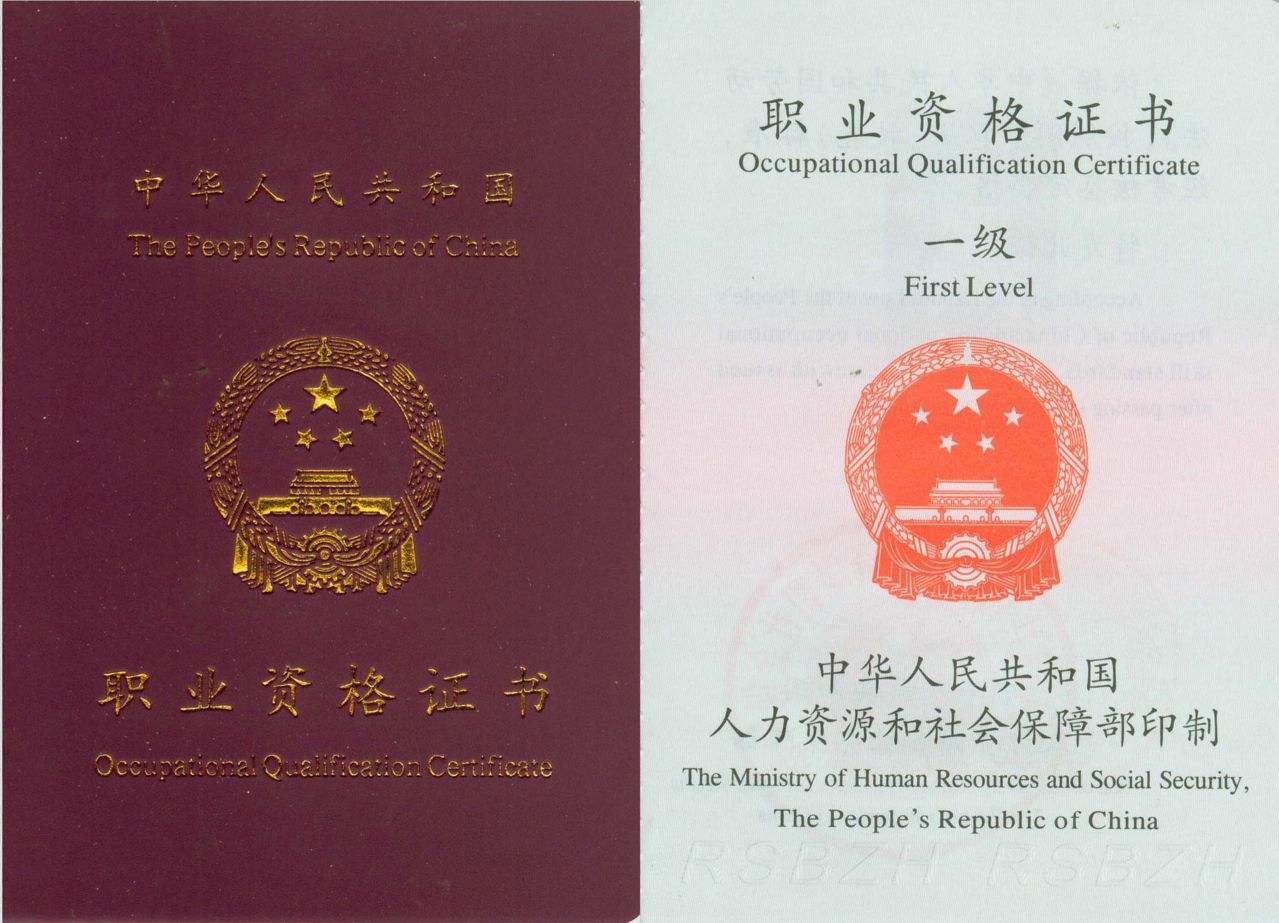 中华人民共和国
The People's Republic of China
职业资格证书
Occupational Qualification Certificate
职业资格证书
Occupational Qualification Certificate
一级
First Level
中华人民共和国
人力资源和社会保障部印制
The Ministry of Human Resources and Social Security,
The People's Republic of China
RSBZH RSBZH